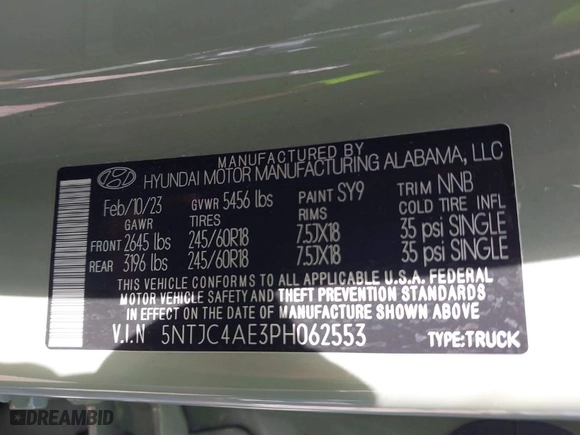 MANUFACTURED BY
HYUNDAI MOTOR MANUFACTURING ALABAMA, LLC
Feb/10/23 GVWR 5456 lbs PAINT SY9 TRIM NNB
GAWR TIRES RIMS COLD TIRE INFL
FRONT 2645 lbs 245/60R18 7.5JX18 35 psi SINGLE
REAR 3196 lbs 245/60R18 7.5JX18 35 psi SINGLE
THIS VEHICLE CONFORMS TO ALL APPLICABLE U.S.A. FEDERAL
MOTOR VEHICLE SAFETY AND THEFT PREVENTION STANDARDS
IN EFFECT ON THE DATE OF MANUFACTURE SHOWN ABOVE.
V.I.N 5NTJC4AE3PH062553 TYPE:TRUCK
DREAMBID